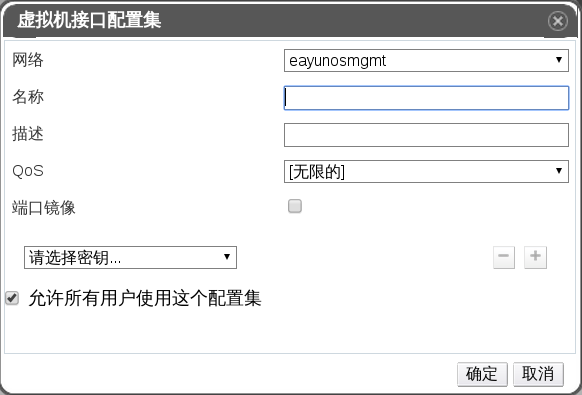 虚拟机接口配置集
网络 eayunosmgmt
名称
描述
QoS [无限的]
端口镜像
请选择密钥...
允许所有用户使用这个配置集
确定 取消